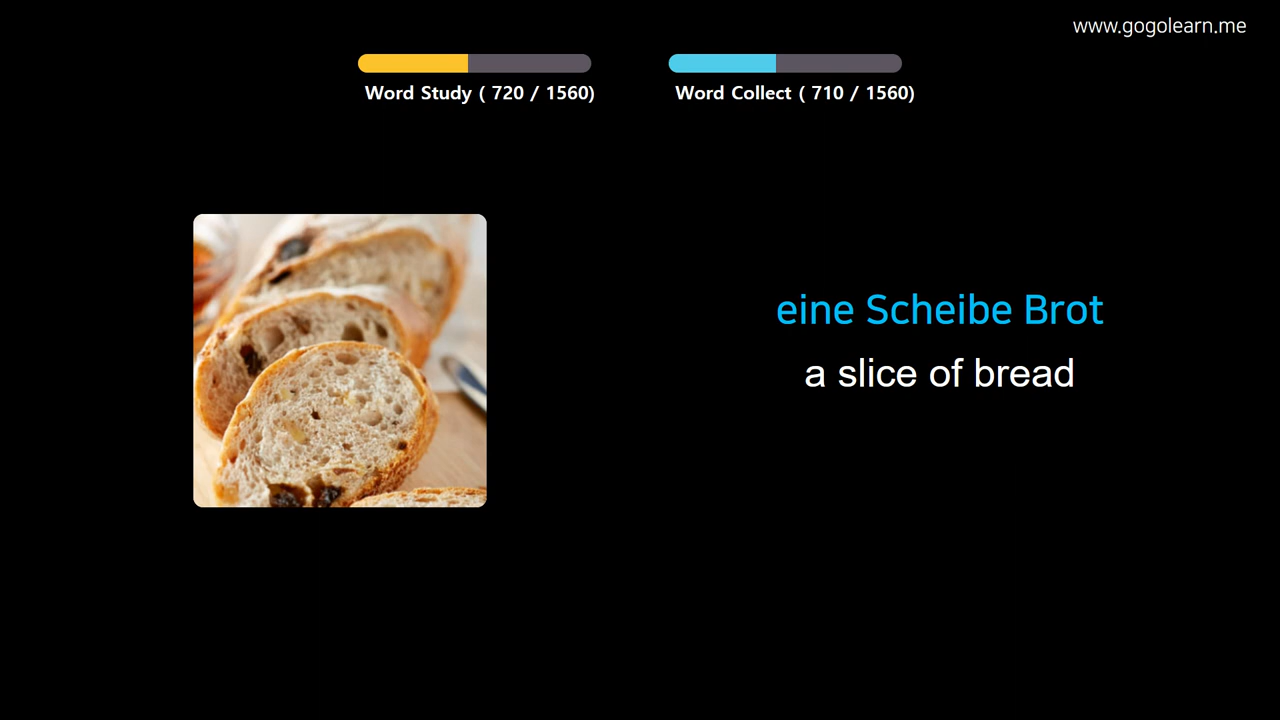 www.gogolearn.me
Word Study ( 720 / 1560)
Word Collect ( 710 / 1560)
eine Scheibe Brot
a slice of bread